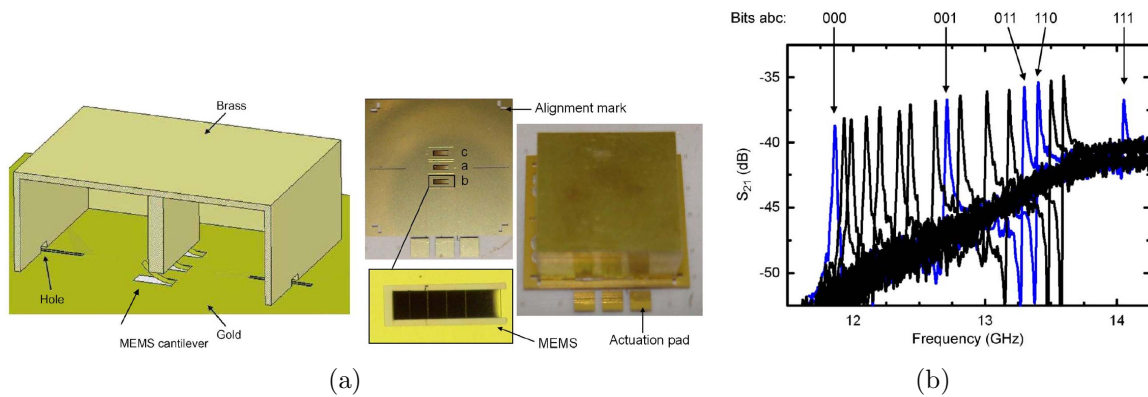 Brass
Hole
MEMS cantilever
Gold
Alignment mark
c
a
b
MEMS
Actuation pad
(a)
Bits abc:
000
001
011
110
111
-35
-40
-45
-50
S21 (dB)
12
13
14
Frequency (GHz)
(b)